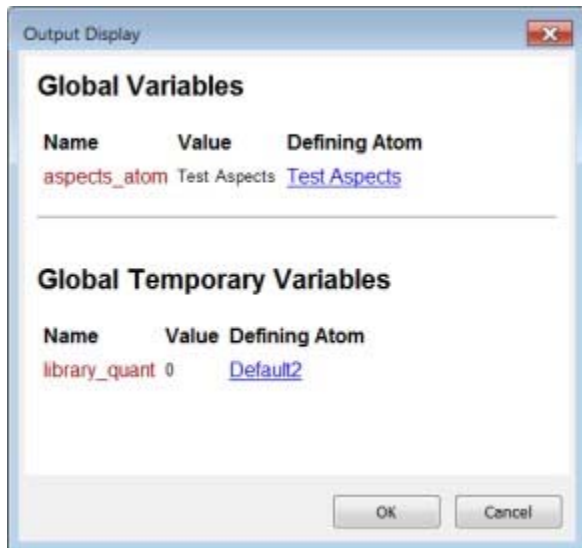 Output Display
Global Variables
Name Value Defining Atom
aspects_atom Test Aspects Test Aspects
Global Temporary Variables
Name Value Defining Atom
library_quant 0 Default2
OK Cancel